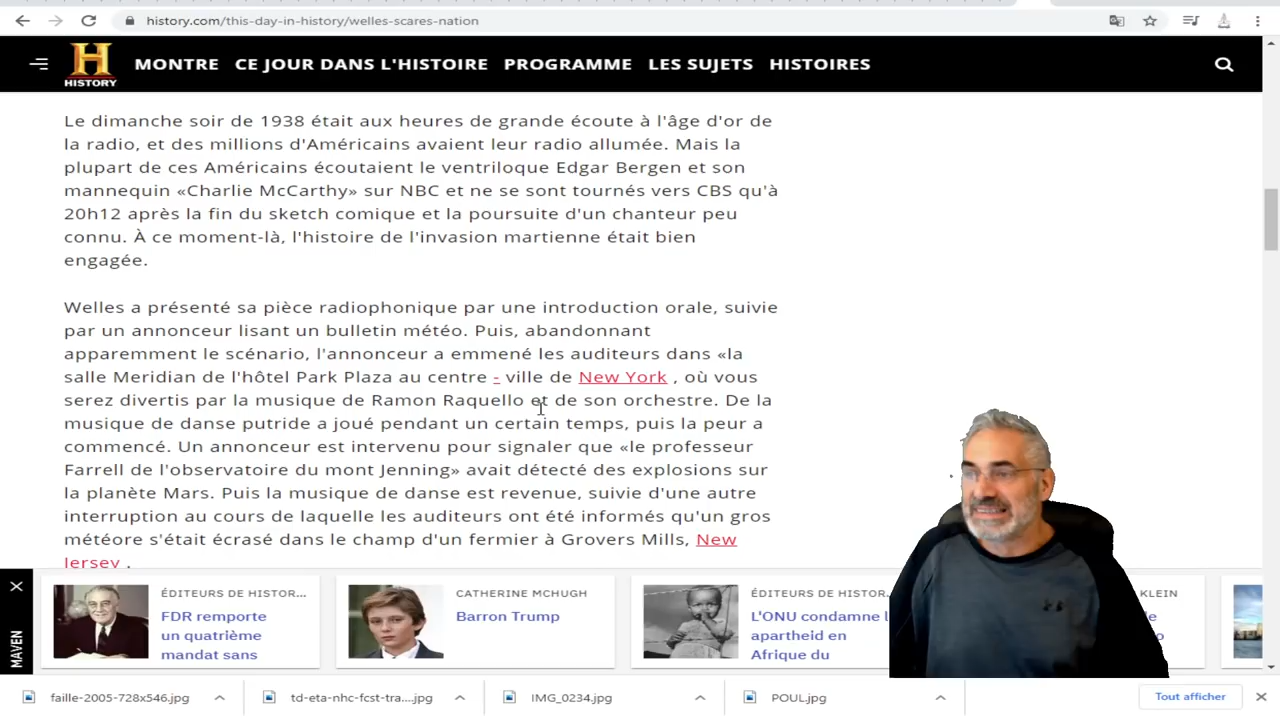 history.com/this-day-in-history/welles-scares-nation
H
HISTORY
MONTRE CE JOUR DANS L'HISTOIRE PROGRAMME LES SUJETS HISTOIRES
Le dimanche soir de 1938 était aux heures de grande écoute à l'âge d'or de
la radio, et des millions d'Américains avaient leur radio allumée. Mais la
plupart de ces Américains écoutaient le ventriloque Edgar Bergen et son
mannequin «Charlie McCarthy» sur NBC et ne se sont tournés vers CBS qu'à
20h12 après la fin du sketch comique et la poursuite d'un chanteur peu
connu. À ce moment-là, l'histoire de l'invasion martienne était bien
engagée.
Welles a présenté sa pièce radiophonique par une introduction orale, suivie
par un annonceur lisant un bulletin météo. Puis, abandonnant
apparemment le scénario, l'annonceur a emmené les auditeurs dans «la
salle Meridian de l'hôtel Park Plaza au centre - ville de New York , où vous
serez divertis par la musique de Ramon Raquello et de son orchestre. De la
musique de danse putride a joué pendant un certain temps, puis la peur a
commencé. Un annonceur est intervenu pour signaler que «le professeur
Farrell de l'observatoire du mont Jenning» avait détecté des explosions sur
la planète Mars. Puis la musique de danse est revenue, suivie d'une autre
interruption au cours de laquelle les auditeurs ont été informés qu'un gros
météore s'était écrasé dans le champ d'un fermier à Grovers Mills, New
Jersey .
MAVEN
ÉDITEURS DE HISTOR...
FDR remporte
un quatrième
mandat sans
CATHERINE MCHUGH
Barron Trump
ÉDITEURS DE HISTOR...
L'ONU condamne l
apartheid en
Afrique du
KLEIN
faille-2005-728x546.jpg
td-eta-nhc-fcst-tra....jpg
IMG_0234.jpg
POUL.jpg
Tout afficher